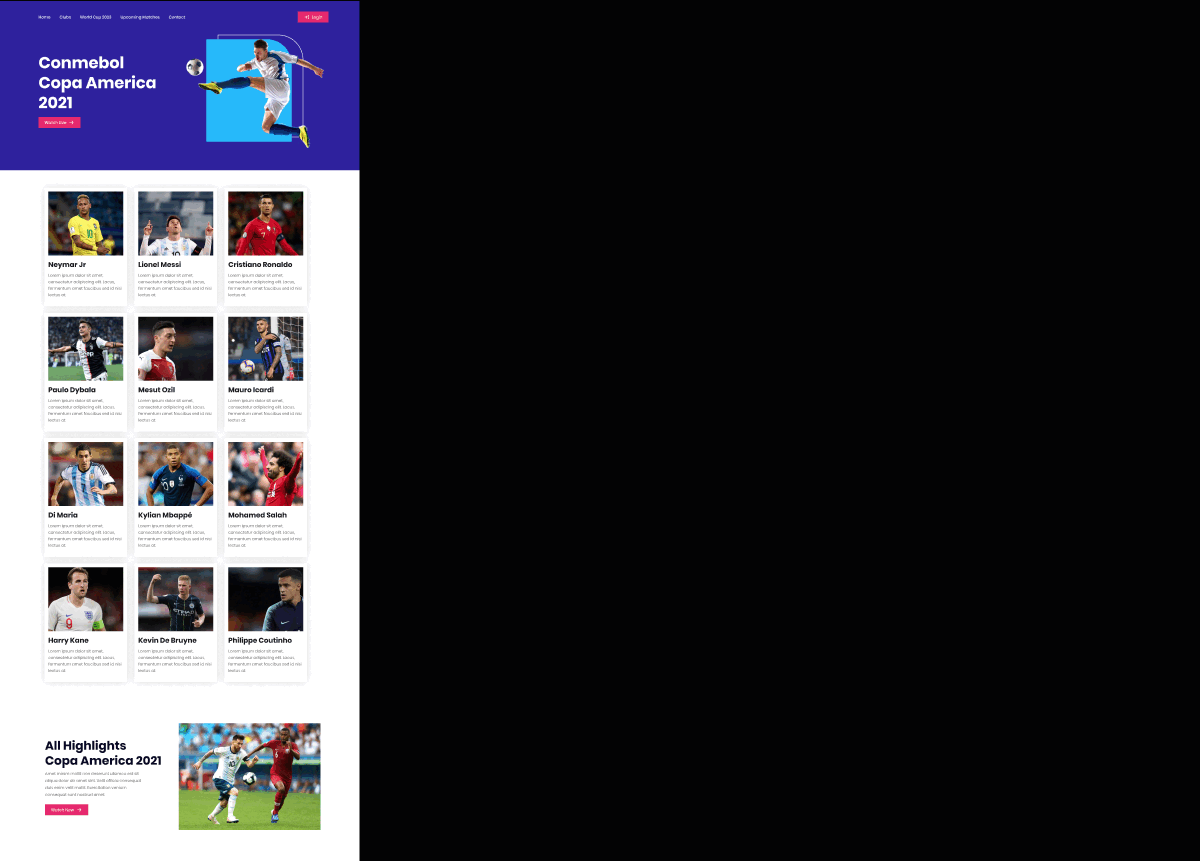 Home Clubs World Cup 2022 Upcoming Matches Contact Login
Conmebol
Copa America
2021
Watch Now
Neymar Jr
Lorem ipsum dolor sit amet,
consectetur adipiscing elit. Lacus,
fermentum amet faucibus sed id nisi
lectus at.
Lionel Messi
Lorem ipsum dolor sit amet,
consectetur adipiscing elit. Lacus,
fermentum amet faucibus sed id nisi
lectus at.
Cristiano Ronaldo
Lorem ipsum dolor sit amet,
consectetur adipiscing elit. Lacus,
fermentum amet faucibus sed id nisi
lectus at.
Paulo Dybala
Lorem ipsum dolor sit amet,
consectetur adipiscing elit. Lacus,
fermentum amet faucibus sed id nisi
lectus at.
Mesut Ozil
Lorem ipsum dolor sit amet,
consectetur adipiscing elit. Lacus,
fermentum amet faucibus sed id nisi
lectus at.
Mauro Icardi
Lorem ipsum dolor sit amet,
consectetur adipiscing elit. Lacus,
fermentum amet faucibus sed id nisi
lectus at.
Di Maria
Lorem ipsum dolor sit amet,
consectetur adipiscing elit. Lacus,
fermentum amet faucibus sed id nisi
lectus at.
Kylian Mbappé
Lorem ipsum dolor sit amet,
consectetur adipiscing elit. Lacus,
fermentum amet faucibus sed id nisi
lectus at.
Mohamed Salah
Lorem ipsum dolor sit amet,
consectetur adipiscing elit. Lacus,
fermentum amet faucibus sed id nisi
lectus at.
Harry Kane
Lorem ipsum dolor sit amet,
consectetur adipiscing elit. Lacus,
fermentum amet faucibus sed id nisi
lectus at.
Kevin De Bruyne
Lorem ipsum dolor sit amet,
consectetur adipiscing elit. Lacus,
fermentum amet faucibus sed id nisi
lectus at.
Philippe Coutinho
Lorem ipsum dolor sit amet,
consectetur adipiscing elit. Lacus,
fermentum amet faucibus sed id nisi
lectus at.
All Highlights
Copa America 2021
Amet minim mollit non deserunt ullamco est sit
aliqua dolor do amet sint. Velit officia consequat
duis enim velit mollit. Exercitation veniam
consequat sunt nostrud amet.
Watch Now